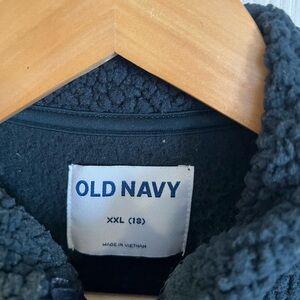 OLD NAVY
XXL (18)
MADE IN VIETNAM